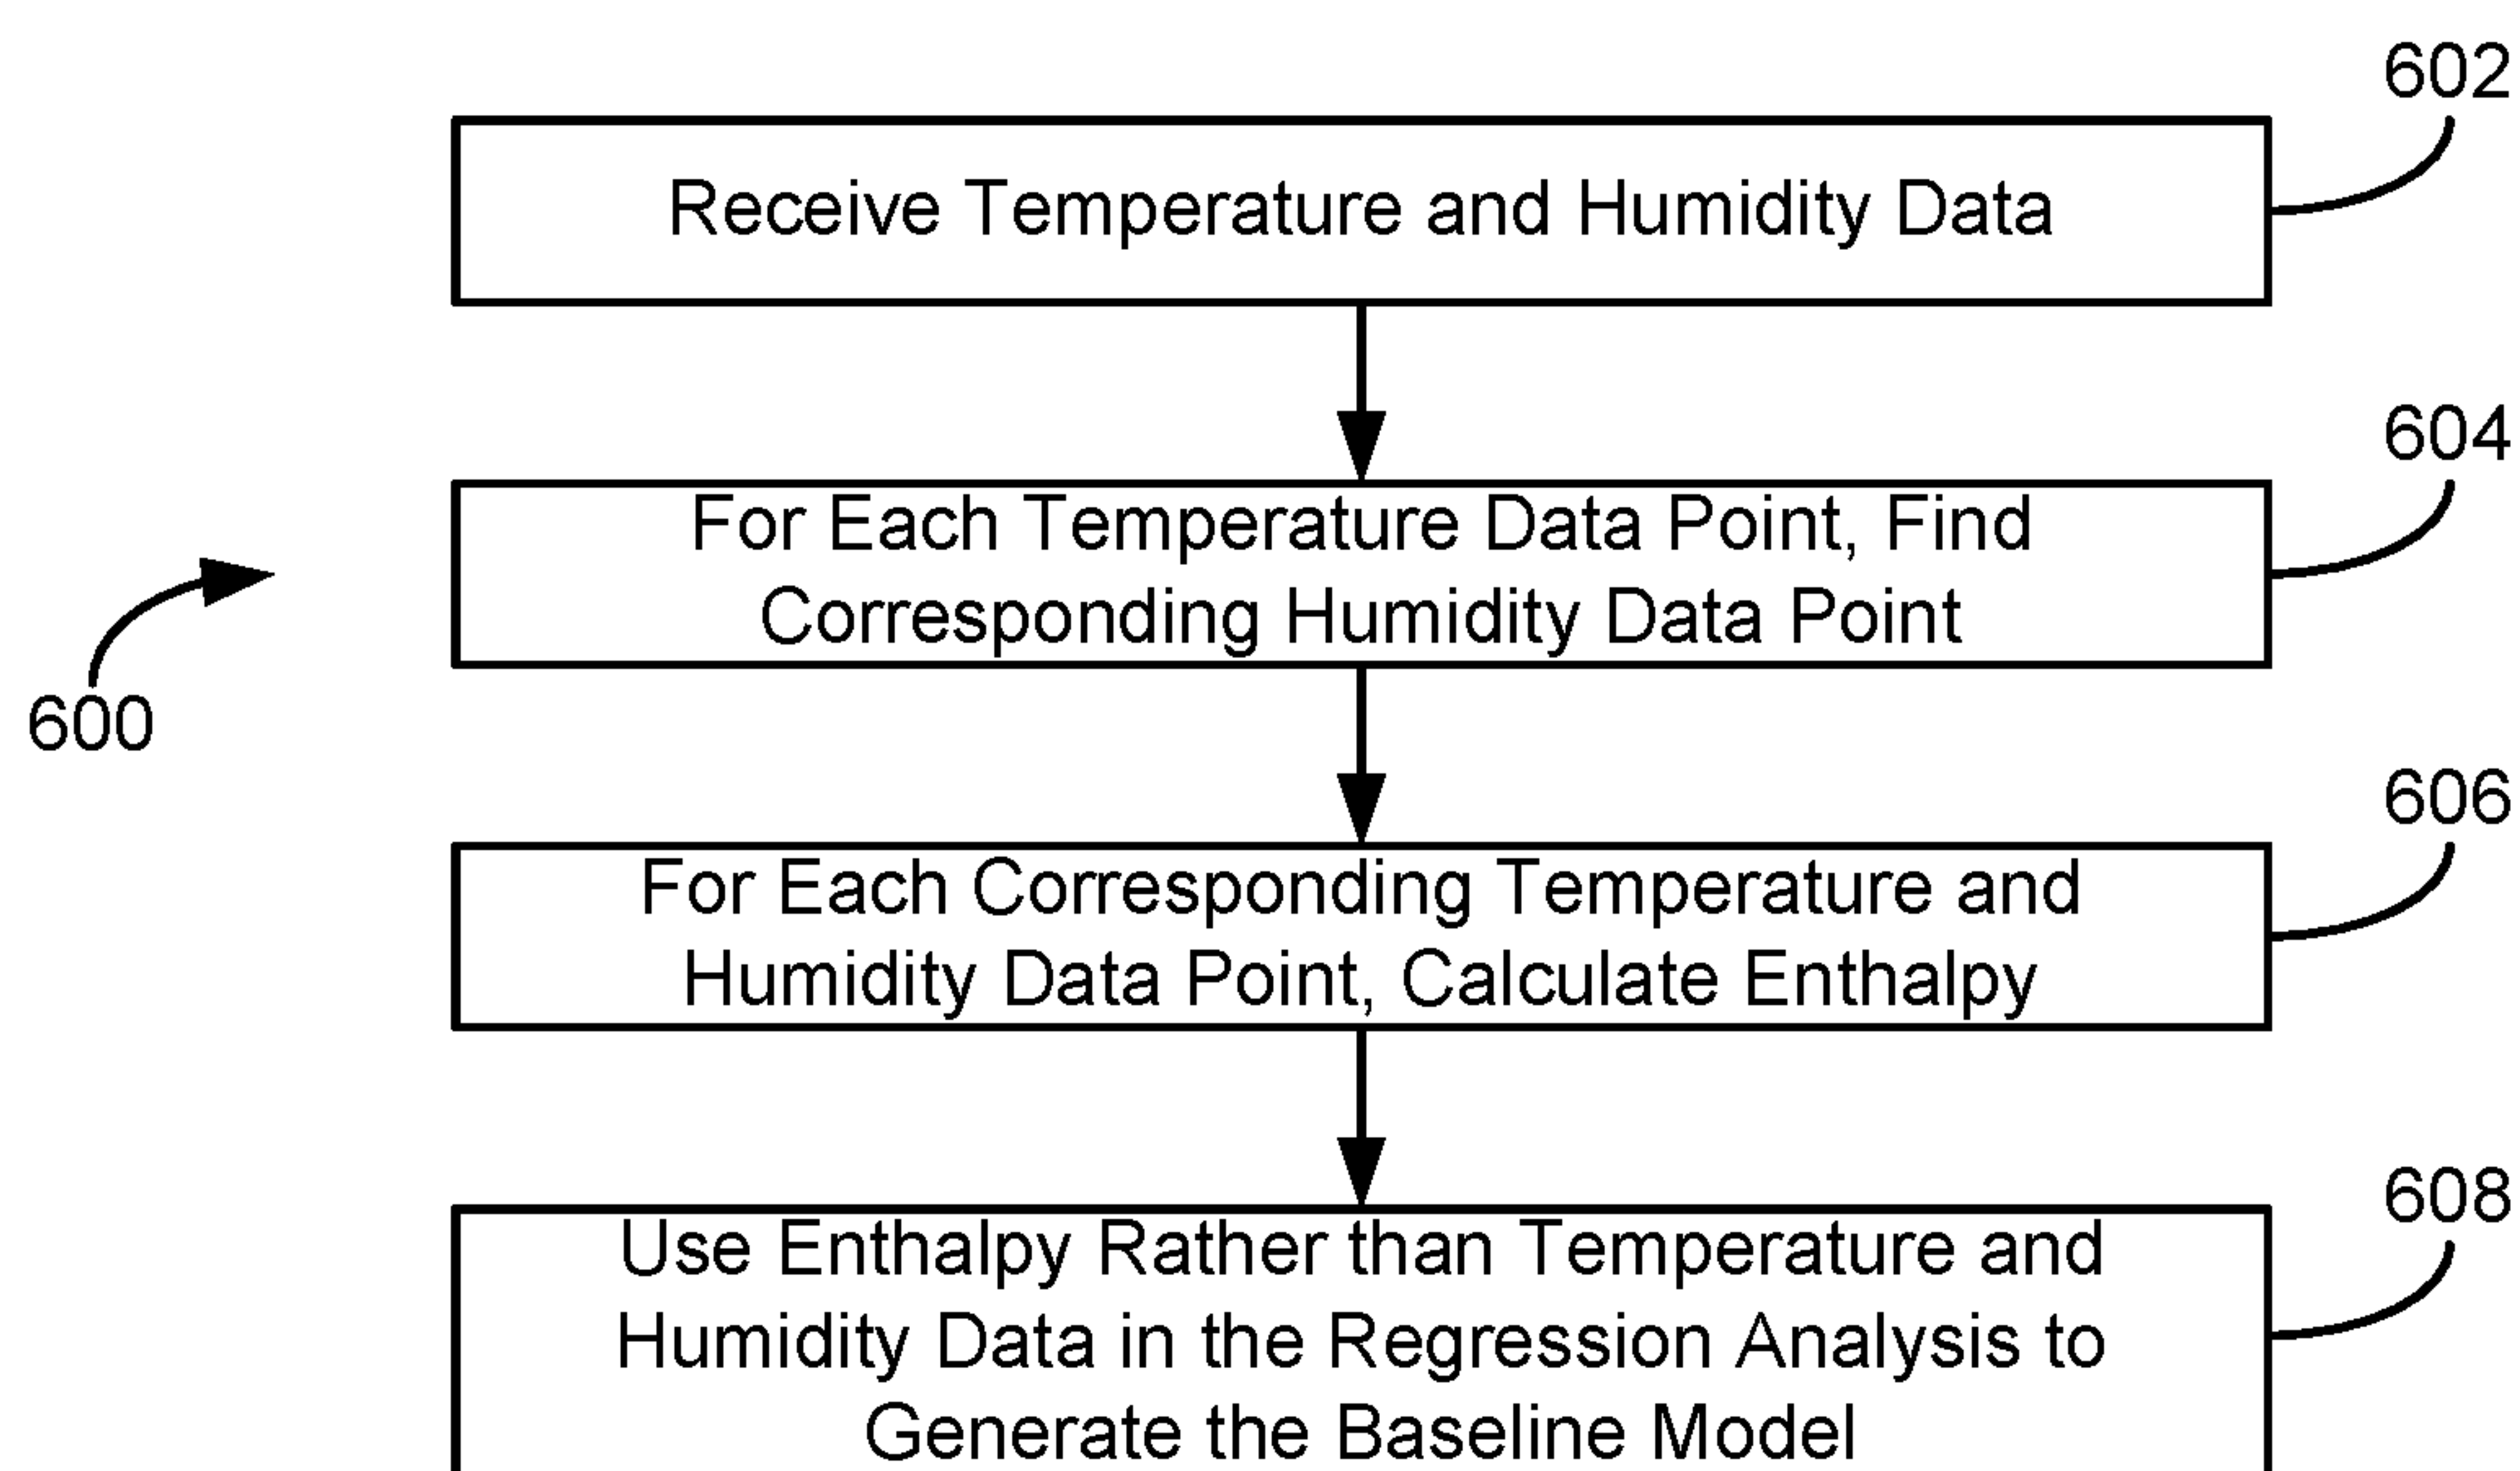 602
Receive Temperature and Humidity Data
604
For Each Temperature Data Point, Find
Corresponding Humidity Data Point
600
606
For Each Corresponding Temperature and
Humidity Data Point, Calculate Enthalpy
608
Use Enthalpy Rather than Temperature and
Humidity Data in the Regression Analysis to
Generate the Baseline Model